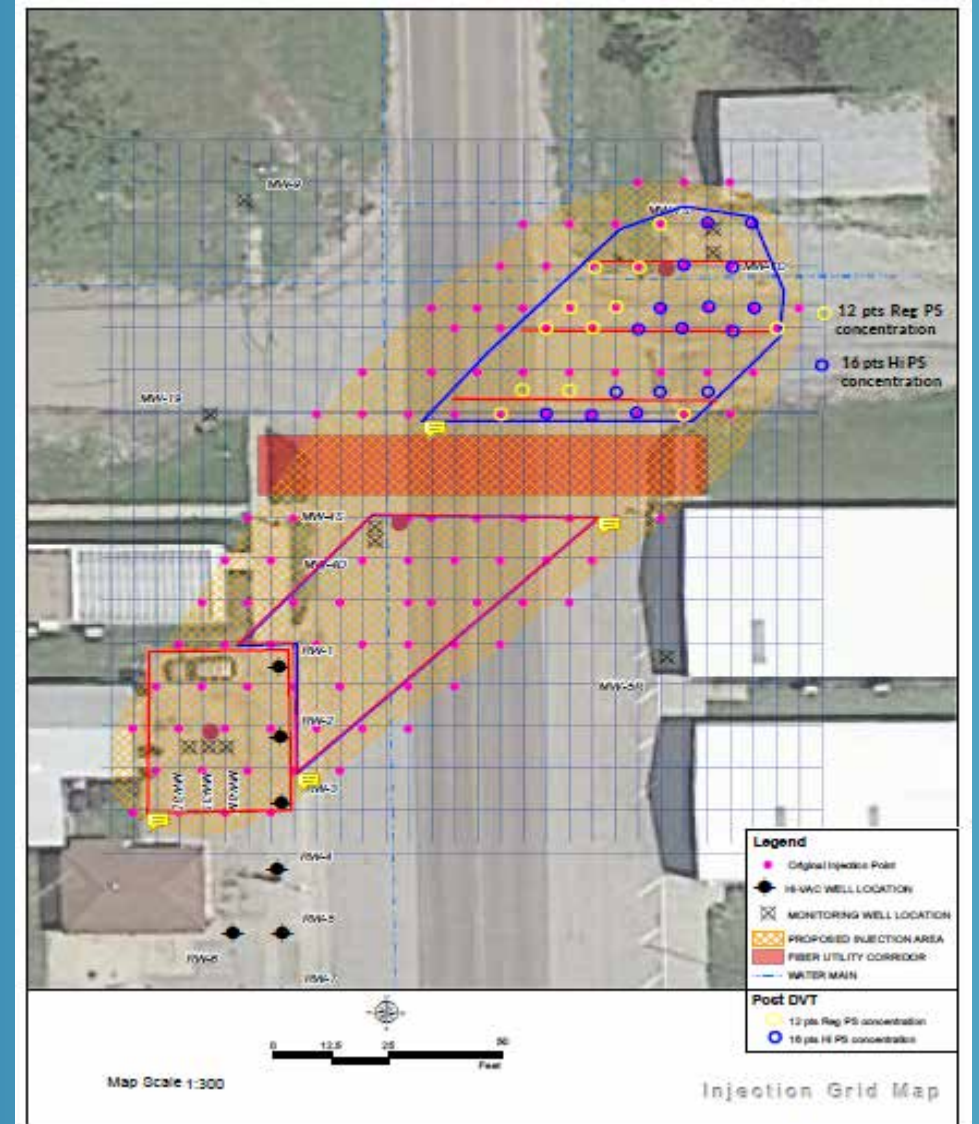 MW-9
12 pts Reg PS
concentration
16 pts Hi PS
concentration
MW-13
MW-4S
MW-4D
RW-1
MW-5R
RW-2
RW-3
RW-4
RW-5
RW-6
RW-7
Legend
Original Injection Point
HI-VAC WELL LOCATION
MONITORING WELL LOCATION
PROPOSED INJECTION AREA
FIBER UTILITY CORRIDOR
WATER MAIN
Post DVT
12 pts Reg PS concentration
16 pts Hi PS concentration
0 12.5 25 50
Feet
Map Scale 1:300
Injection Grid Map